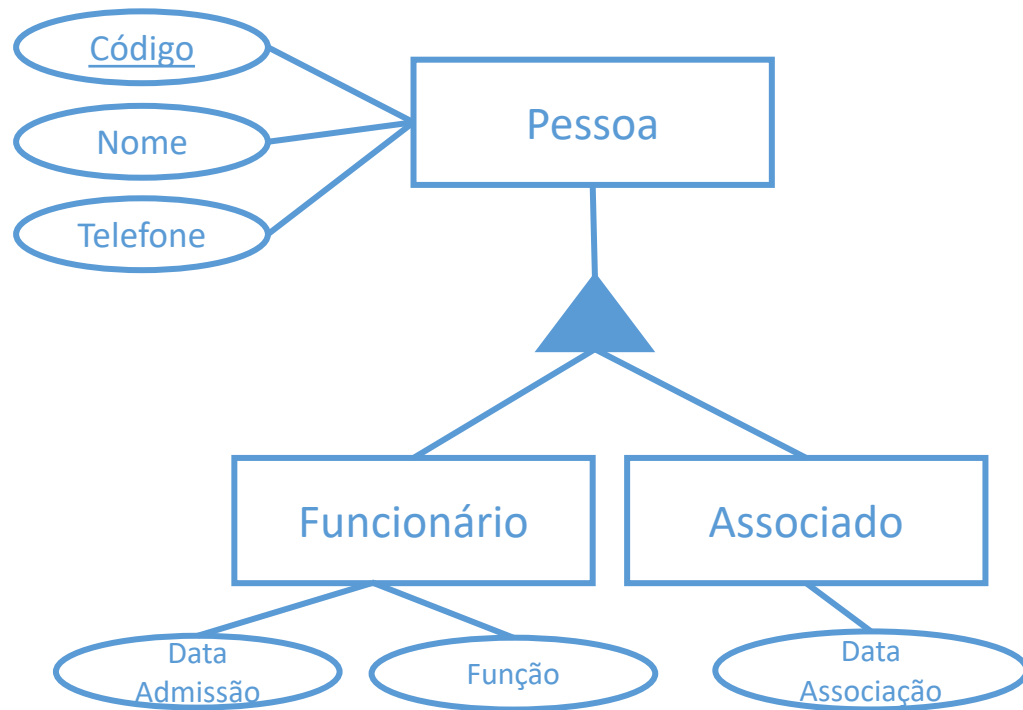 Código
Pessoa
Nome
Telefone
Funcionário
Associado
Data
Admissão
Função
Data
Associação